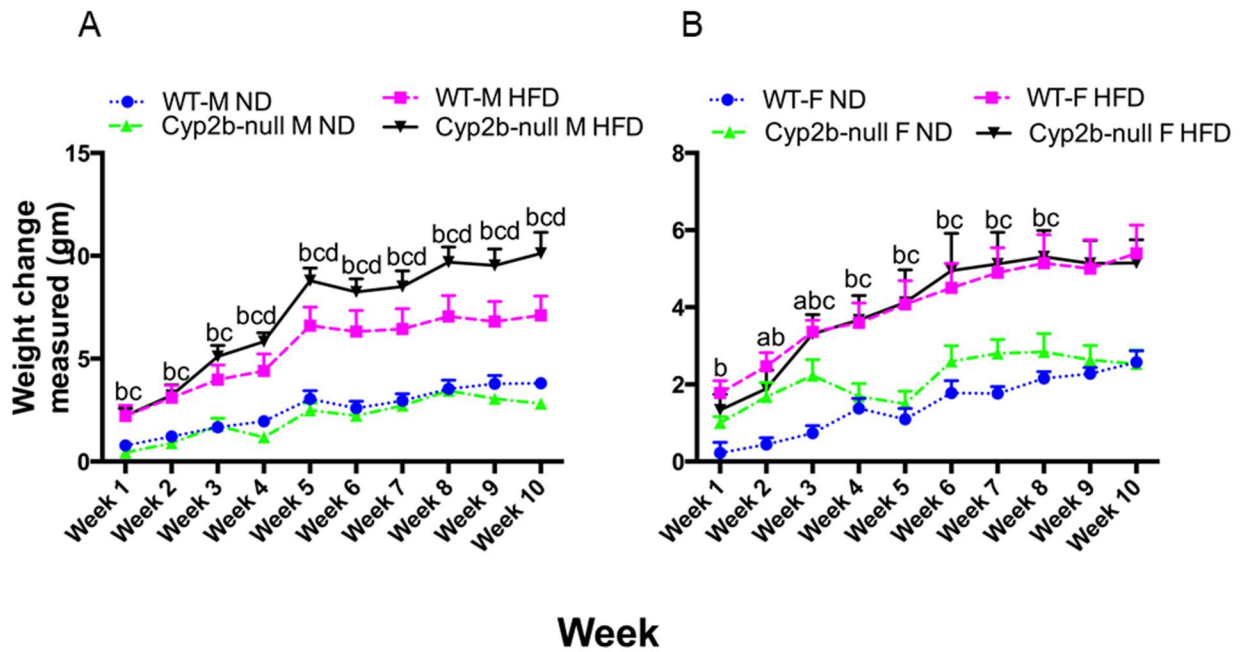 A
WT-M ND
WT-M HFD
Cyp2b-null M ND
Cyp2b-null M HFD
Weight change
measured (gm)
15
10
5
0
bc
bc
bc
bcd
bcd
bcd
bcd
bcd
bcd
bcd
Week 1
Week 2
Week 3
Week 4
Week 5
Week 6
Week 7
Week 8
Week 9
Week 10
B
WT-F ND
WT-F HFD
Cyp2b-null F ND
Cyp2b-null F HFD
8
6
4
2
0
b
ab
abc
bc
bc
bc
bc
bc
Week 1
Week 2
Week 3
Week 4
Week 5
Week 6
Week 7
Week 8
Week 9
Week 10
Week